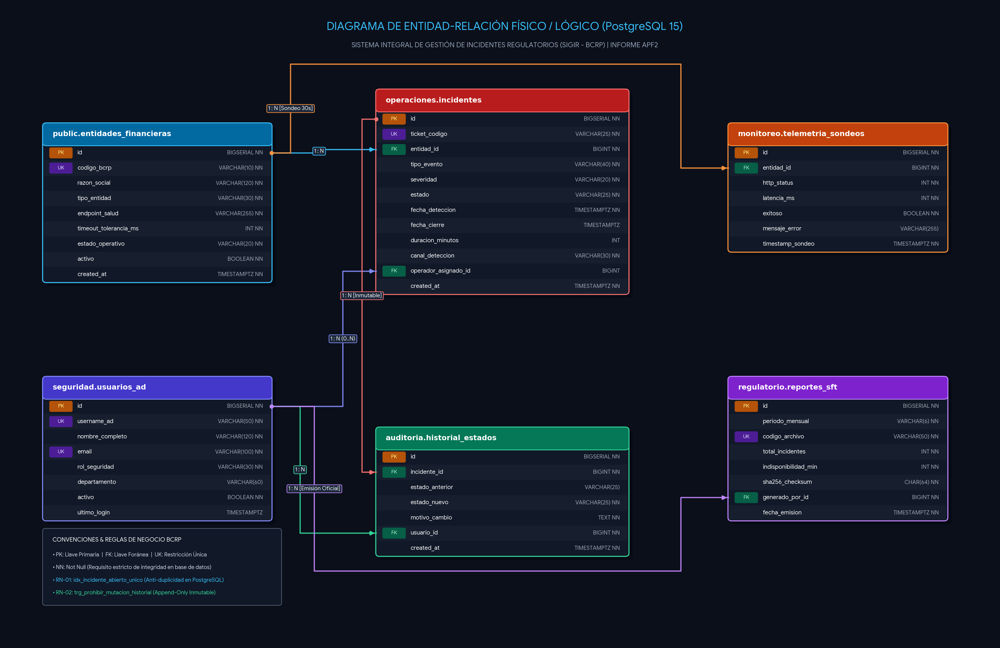 DIAGRAMA DE ENTIDAD-RELACIÓN FÍSICO / LÓGICO (PostgreSQL 15)
SISTEMA INTEGRAL DE GESTIÓN DE INCIDENTES REGULATORIOS (SIGIR - BCRP) | INFORME APF2
1 : N [Sondeo 30s]
1 : N
1 : N [Inmutable]
1 : N (0..N)
1 : N
1 : N [Emisión Oficial]
public.entidades_financieras
PK id BIGSERIAL NN
UK codigo_bcrp VARCHAR(10) NN
razon_social VARCHAR(120) NN
tipo_entidad VARCHAR(30) NN
endpoint_salud VARCHAR(255) NN
timeout_tolerancia_ms INT NN
estado_operativo VARCHAR(20) NN
activo BOOLEAN NN
created_at TIMESTAMPTZ NN
operaciones.incidentes
PK id BIGSERIAL NN
UK ticket_codigo VARCHAR(25) NN
FK entidad_id BIGINT NN
tipo_evento VARCHAR(40) NN
severidad VARCHAR(20) NN
estado VARCHAR(25) NN
fecha_deteccion TIMESTAMPTZ NN
fecha_cierre TIMESTAMPTZ
duracion_minutos INT
canal_deteccion VARCHAR(30) NN
FK operador_asignado_id BIGINT
created_at TIMESTAMPTZ NN
monitoreo.telemetria_sondeos
PK id BIGSERIAL NN
FK entidad_id BIGINT NN
http_status INT NN
latencia_ms INT NN
exitoso BOOLEAN NN
mensaje_error VARCHAR(255)
timestamp_sondeo TIMESTAMPTZ NN
seguridad.usuarios_ad
PK id BIGSERIAL NN
UK username_ad VARCHAR(50) NN
nombre_completo VARCHAR(120) NN
UK email VARCHAR(100) NN
rol_seguridad VARCHAR(30) NN
departamento VARCHAR(60)
activo BOOLEAN NN
ultimo_login TIMESTAMPTZ
auditoria.historial_estados
PK id BIGSERIAL NN
FK incidente_id BIGINT NN
estado_anterior VARCHAR(25)
estado_nuevo VARCHAR(25) NN
motivo_cambio TEXT NN
FK usuario_id BIGINT NN
created_at TIMESTAMPTZ NN
regulatorio.reportes_sft
PK id BIGSERIAL NN
periodo_mensual VARCHAR(6) NN
UK codigo_archivo VARCHAR(50) NN
total_incidentes INT NN
indisponibilidad_min INT NN
sha256_checksum CHAR(64) NN
FK generado_por_id BIGINT NN
fecha_emision TIMESTAMPTZ NN
CONVENCIONES & REGLAS DE NEGOCIO BCRP
• PK: Llave Primaria | FK: Llave Foránea | UK: Restricción Única
• NN: Not Null (Requisito estricto de integridad en base de datos)
• RN-01: idx_incidente_abierto_unico (Anti-duplicidad en PostgreSQL)
• RN-02: trg_prohibir_mutacion_historial (Append-Only Inmutable)